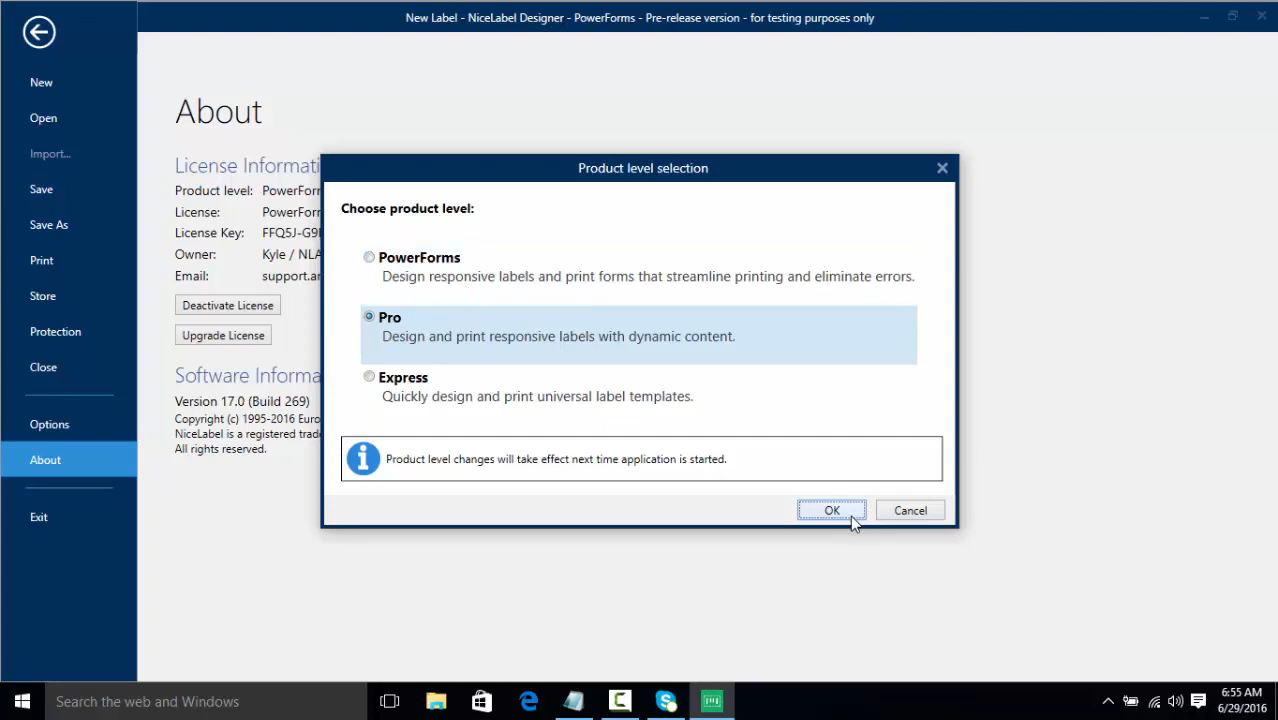 New Label - NiceLabel Designer - PowerForms - Pre-release version - for testing purposes only
New
Open
Import...
Save
Save As
Print
Store
Protection
Close
Options
About
Exit
About
License Informati
Product level: PowerForm
License: PowerForm
License Key: FFQ5J-G9
Owner: Kyle / NLA
Email: support.ar
Deactivate License
Upgrade License
Software Informa
Version 17.0 (Build 269)
Copyright (c) 1995-2016 Euro
NiceLabel is a registered trade
All rights reserved.
Product level selection
Choose product level:
PowerForms
Design responsive labels and print forms that streamline printing and eliminate errors.
Pro
Design and print responsive labels with dynamic content.
Express
Quickly design and print universal label templates.
Product level changes will take effect next time application is started.
OK Cancel
Search the web and Windows
6:55 AM
6/29/2016